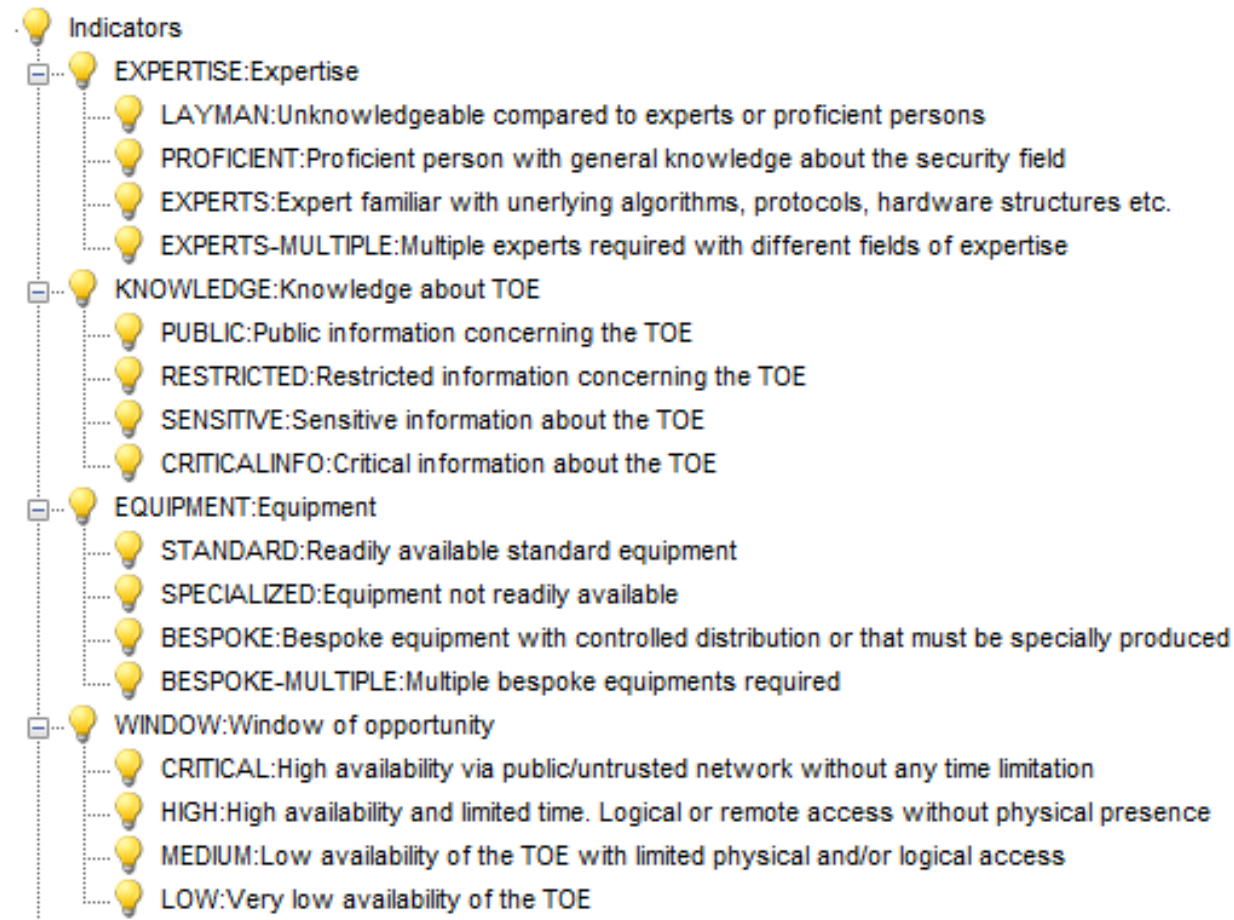 Indicators
EXPERTISE:Expertise
LAYMAN:Unknowledgeable compared to experts or proficient persons
PROFICIENT:Proficient person with general knowledge about the security field
EXPERTS:Expert familiar with unerlying algorithms, protocols, hardware structures etc.
EXPERTS-MULTIPLE:Multiple experts required with different fields of expertise
KNOWLEDGE:Knowledge about TOE
PUBLIC:Public information concerning the TOE
RESTRICTED:Restricted information concerning the TOE
SENSITIVE:Sensitive information about the TOE
CRITICALINFO:Critical information about the TOE
EQUIPMENT:Equipment
STANDARD:Readily available standard equipment
SPECIALIZED:Equipment not readily available
BESPOKE:Bespoke equipment with controlled distribution or that must be specially produced
BESPOKE-MULTIPLE:Multiple bespoke equipments required
WINDOW:Window of opportunity
CRITICAL:High availability via public/untrusted network without any time limitation
HIGH:High availability and limited time. Logical or remote access without physical presence
MEDIUM:Low availability of the TOE with limited physical and/or logical access
LOW:Very low availability of the TOE